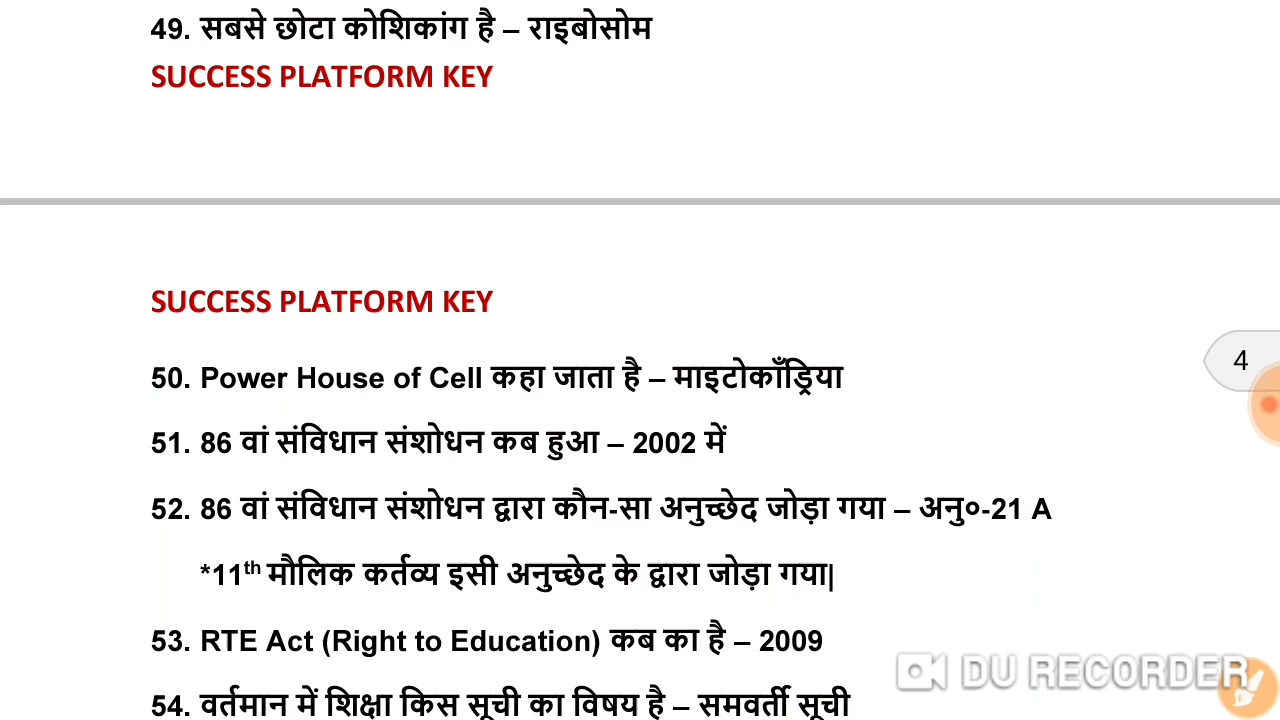 49. सबसे छोटा कोशिकांग है – राइबोसोम
SUCCESS PLATFORM KEY
SUCCESS PLATFORM KEY
4
50. Power House of Cell कहा जाता है – माइटोकाँड्रिया
51. 86 वां संविधान संशोधन कब हुआ – 2002 में
52. 86 वां संविधान संशोधन द्वारा कौन-सा अनुच्छेद जोड़ा गया – अनु०-21 A
*11th मौलिक कर्तव्य इसी अनुच्छेद के द्वारा जोड़ा गया|
53. RTE Act (Right to Education) कब का है – 2009
DU RECORDER
54. वर्तमान में शिक्षा किस सूची का विषय है – समवर्ती सूची